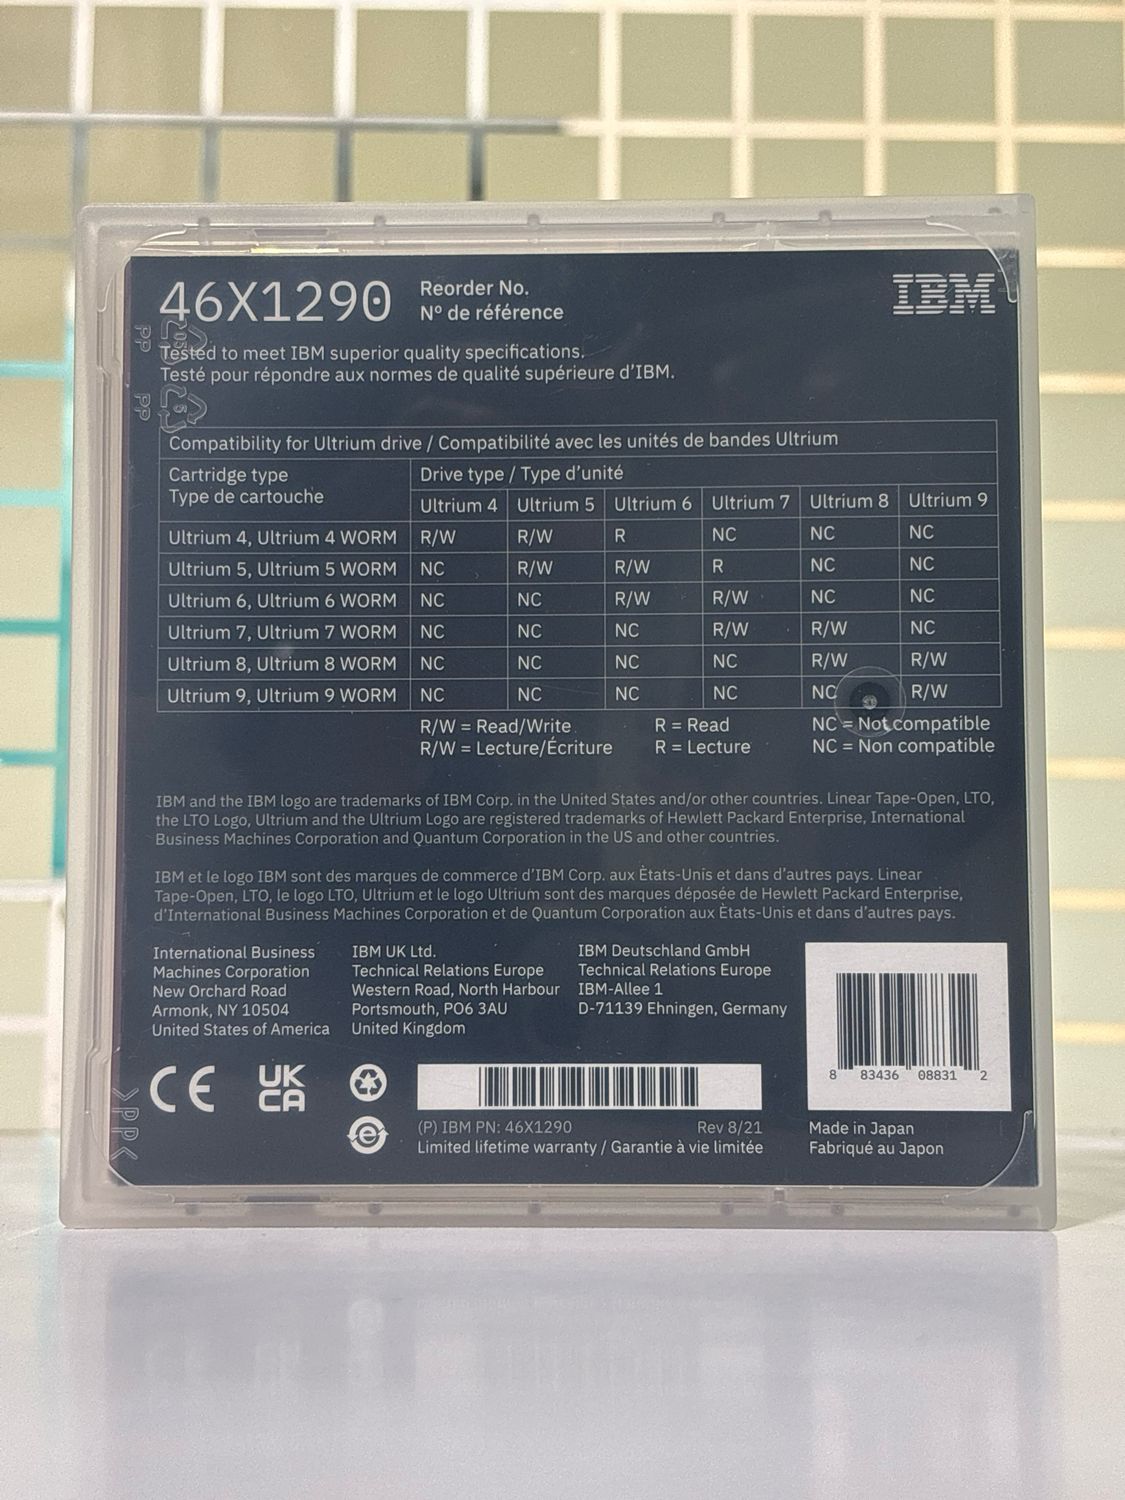 46X1290
Reorder No.
Nº de référence
IBM
Tested to meet IBM superior quality specifications.
Testé pour répondre aux normes de qualité supérieure d'IBM.
PP
05
PP
5
Compatibility for Ultrium drive / Compatibilité avec les unités de bandes Ultrium
Cartridge type
Type de cartouche
Drive type / Type d'unité
Ultrium 4 Ultrium 5 Ultrium 6 Ultrium 7 Ultrium 8 Ultrium 9
Ultrium 4, Ultrium 4 WORM R/W R/W R NC NC NC
Ultrium 5, Ultrium 5 WORM NC R/W R/W R NC NC
Ultrium 6, Ultrium 6 WORM NC NC R/W R/W NC NC
Ultrium 7, Ultrium 7 WORM NC NC NC R/W R/W NC
Ultrium 8, Ultrium 8 WORM NC NC NC NC R/W R/W
Ultrium 9, Ultrium 9 WORM NC NC NC NC NC R/W
R/W = Read/Write R = Read NC = Not compatible
R/W = Lecture/Écriture R = Lecture NC = Non compatible
IBM and the IBM logo are trademarks of IBM Corp. in the United States and/or other countries. Linear Tape-Open, LTO,
the LTO Logo, Ultrium and the Ultrium Logo are registered trademarks of Hewlett Packard Enterprise, International
Business Machines Corporation and Quantum Corporation in the US and other countries.
IBM et le logo IBM sont des marques de commerce d'IBM Corp. aux Ètats-Unis et dans d'autres pays. Linear
Tape-Open, LTO, le logo LTO, Ultrium et le logo Ultrium sont des marques déposée de Hewlett Packard Enterprise,
d'International Business Machines Corporation et de Quantum Corporation aux Ètats-Unis et dans d'autres pays.
International Business
Machines Corporation
New Orchard Road
Armonk, NY 10504
United States of America
IBM UK Ltd.
Technical Relations Europe
Western Road, North Harbour
Portsmouth, PO6 3AU
United Kingdom
IBM Deutschland GmbH
Technical Relations Europe
IBM-Allee 1
D-71139 Ehningen, Germany
8 83436 08831 2
CE
UK
CA
e
>PP<
(P) IBM PN: 46X1290 Rev 8/21
Limited lifetime warranty / Garantie à vie limitée
Made in Japan
Fabriqué au Japon